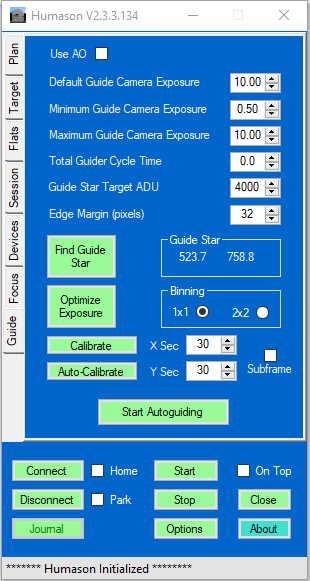 Humason V2.3.3.134
Plan
Target
Flats
Session
Devices
Focus
Guide
Use AO
Default Guide Camera Exposure 10.00
Minimum Guide Camera Exposure 0.50
Maximum Guide Camera Exposure 10.00
Total Guider Cycle Time 0.0
Guide Star Target ADU 4000
Edge Margin (pixels) 32
Find Guide
Star
Guide Star
523.7 758.8
Optimize
Exposure
Binning
1x1 2x2
Calibrate X Sec 30
Auto-Calibrate Y Sec 30 Subframe
Start Autoguiding
Connect Home Start On Top
Disconnect Park Stop Close
Journal Options About
******* Humason Initialized ********